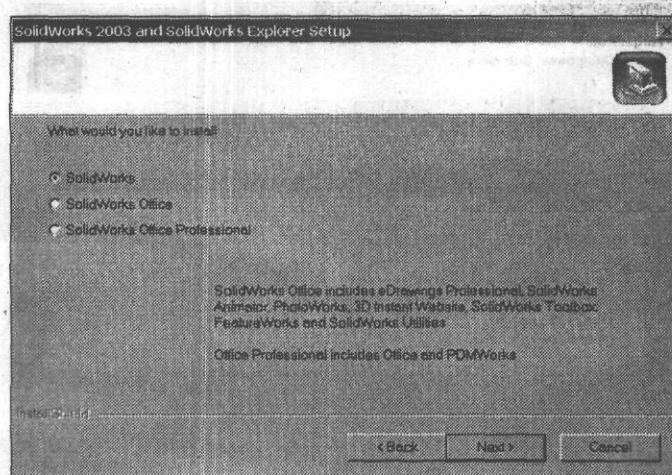 SolidWorks 2003 and SolidWorks Explorer Setup
What would you like to install
SolidWorks
SolidWorks Office
SolidWorks Office Professional
SolidWorks Office includes eDrawings Professional, SolidWorks
Animator, PhotoWorks, 3D Instant Website, SolidWorks Toolbox,
FeatureWorks and SolidWorks Utilities
Office Professional includes Office and PDMWorks
InstallShield
< Back
Next >
Cancel